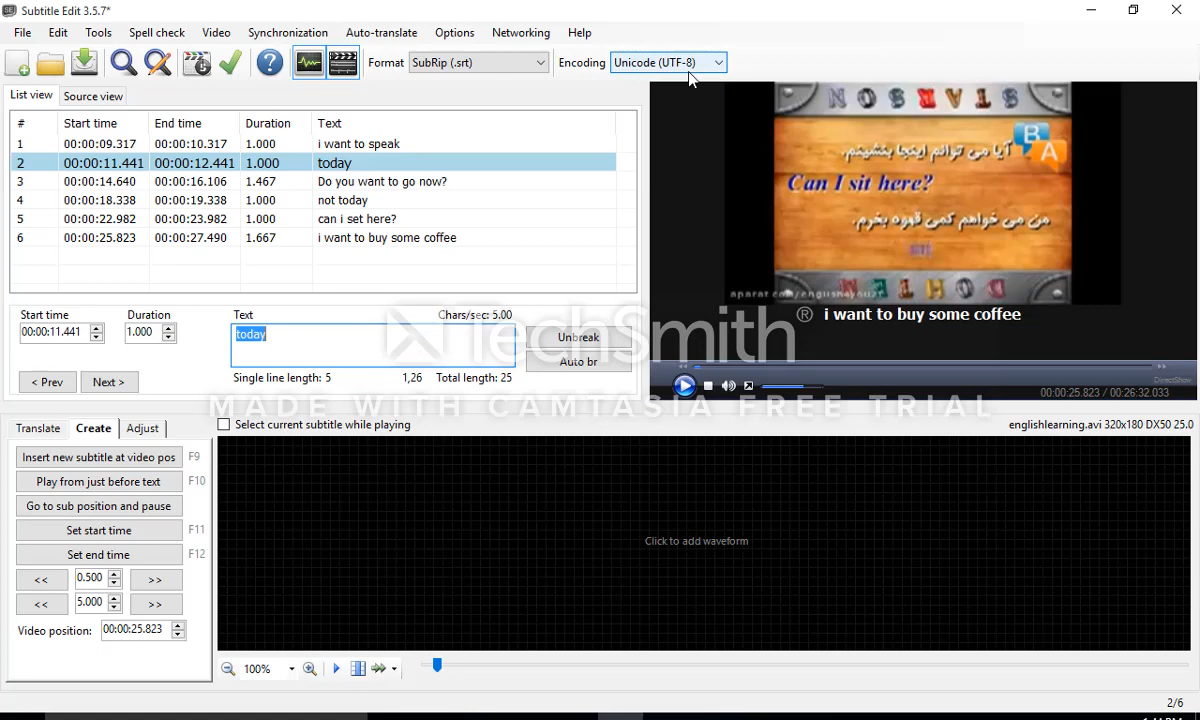 Subtitle Edit 3.5.7*
File Edit Tools Spell check Video Synchronization Auto-translate Options Networking Help
Format SubRip (.srt) Encoding Unicode (UTF-8)
List view Source view
# Start time End time Duration Text
1 00:00:09.317 00:00:10.317 1.000 i want to speak
2 00:00:11.441 00:00:12.441 1.000 today
3 00:00:14.640 00:00:16.106 1.467 Do you want to go now?
4 00:00:18.338 00:00:19.338 1.000 not today
5 00:00:22.982 00:00:23.982 1.000 can i set here?
6 00:00:25.823 00:00:27.490 1.667 i want to buy some coffee
آیا می توانم اینجا بنشینم.
Can I sit here?
من می خواهم کمی قهوه بخرم.
i want to buy some coffee
DirectShow
00:00:25.823 / 00:26:32.033
Start time Duration Text Chars/sec: 5.00
00:00:11.441 1.000 today
Unbreak
Auto br
< Prev Next > Single line length: 5 1,26 Total length: 25
TechSmith®
MADE WITH CAMTASIA FREE TRIAL
Translate Create Adjust Select current subtitle while playing englishlearning.avi 320x180 DX50 25.0
Insert new subtitle at video pos F9
Play from just before text F10
Go to sub position and pause
Set start time F11
Set end time F12
<< 0.500 >>
<< 5.000 >>
Video position: 00:00:25.823
Click to add waveform
100%
2/6